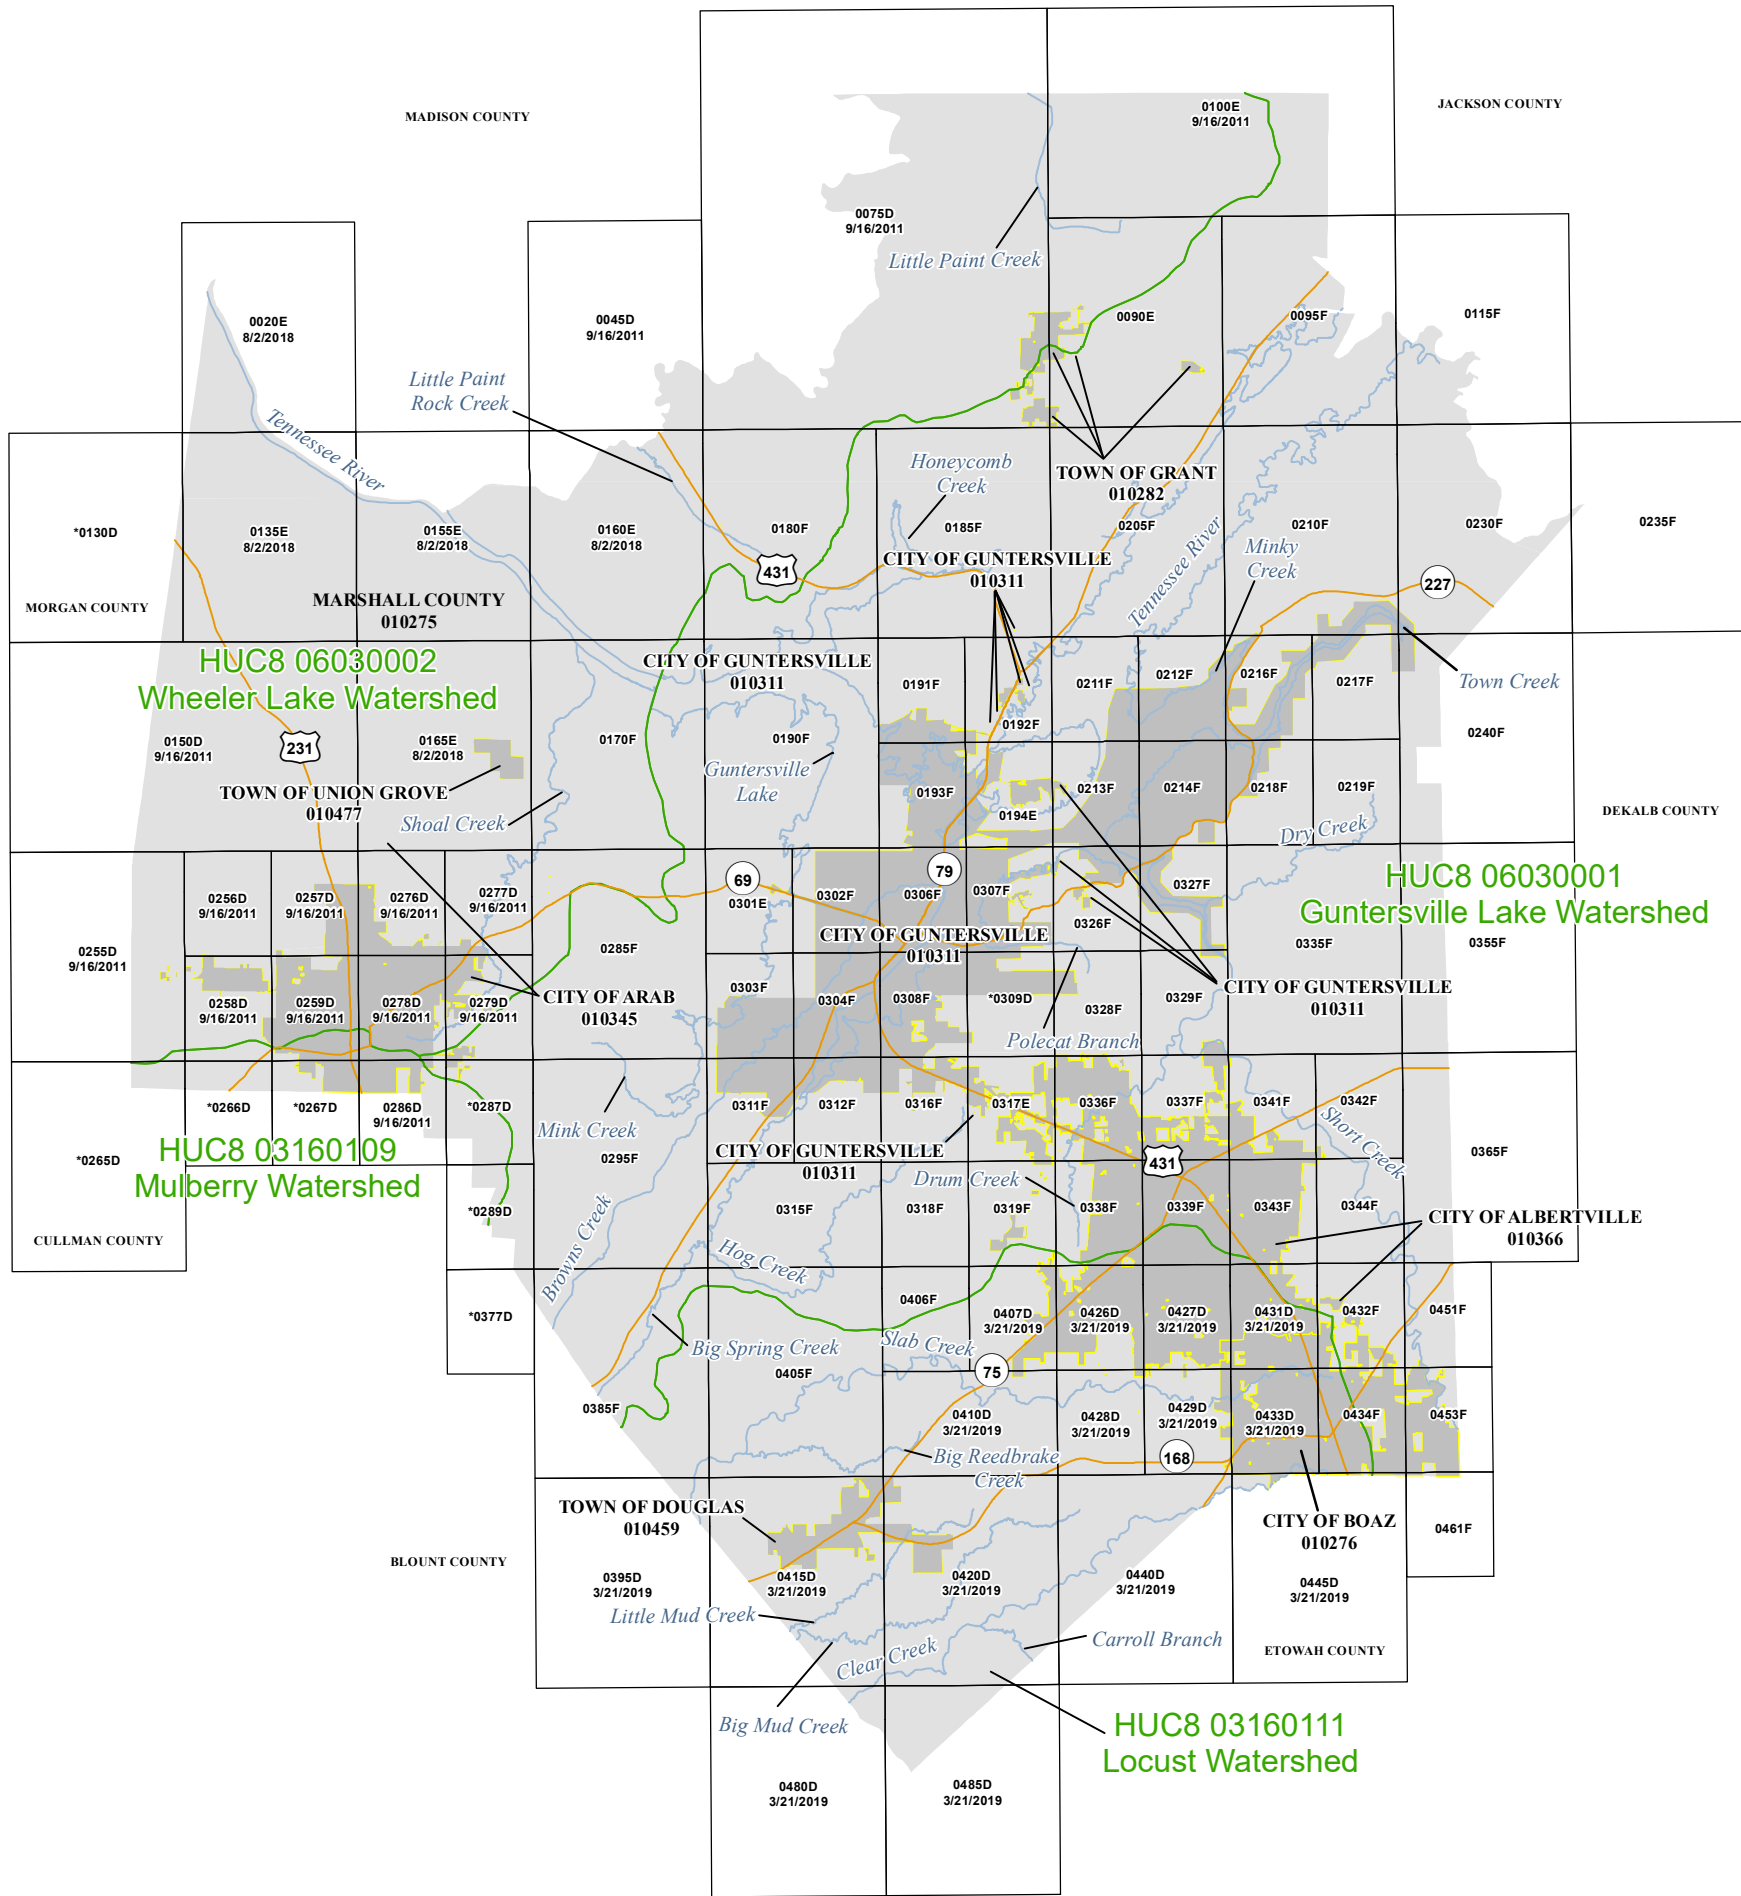 MADISON COUNTY
JACKSON COUNTY
0100E
9/16/2011
0075D
9/16/2011
Little Paint Creek
0020E
8/2/2018
0045D
9/16/2011
0090E
0095F
0115F
Little Paint
Rock Creek
Tennessee River
Honeycomb
Creek
TOWN OF GRANT
010282
*0130D
0135E
8/2/2018
0155E
8/2/2018
0160E
8/2/2018
0180F
0185F
0205F
0210F
0230F
0235F
Tennessee River
Minky
Creek
CITY OF GUNTERSVILLE
010311
431
227
MORGAN COUNTY
MARSHALL COUNTY
010275
HUC8 06030002
Wheeler Lake Watershed
CITY OF GUNTERSVILLE
010311
0191F
0192F
0211F
0212F
0216F
0217F
Town Creek
0150D
9/16/2011
231
0165E
8/2/2018
0170F
0190F
0240F
Guntersville
Lake
TOWN OF UNION GROVE
010477
Shoal Creek
0193F
0194E
0213F
0214F
0218F
0219F
Dry Creek
DEKALB COUNTY
69
79
HUC8 06030001
Guntersville Lake Watershed
0256D
9/16/2011
0257D
9/16/2011
0276D
9/16/2011
0277D
9/16/2011
0301E
0302F
0306F
0307F
0327F
0326F
0255D
9/16/2011
0285F
CITY OF GUNTERSVILLE
010311
0335F
0355F
0258D
9/16/2011
0259D
9/16/2011
0278D
9/16/2011
0279D
9/16/2011
CITY OF ARAB
010345
0303F
0304F
0308F
*0309D
0328F
0329F
CITY OF GUNTERSVILLE
010311
Polecat Branch
*0266D
*0267D
0286D
9/16/2011
*0287D
Mink Creek
0311F
0312F
0316F
0317E
0336F
0337F
0341F
0342F
Short Creek
*0265D
HUC8 03160109
Mulberry Watershed
0295F
CITY OF GUNTERSVILLE
010311
431
0365F
Drum Creek
*0289D
0315F
0318F
0319F
0338F
0339F
0343F
0344F
CITY OF ALBERTVILLE
010366
CULLMAN COUNTY
Browns Creek
Hog Creek
*0377D
0406F
0407D
3/21/2019
0426D
3/21/2019
0427D
3/21/2019
0431D
3/21/2019
0432F
0451F
Big Spring Creek
Slab Creek
0405F
75
0385F
0410D
3/21/2019
0428D
3/21/2019
0429D
3/21/2019
0433D
3/21/2019
0434F
0453F
Big Reedbrake
Creek
168
TOWN OF DOUGLAS
010459
CITY OF BOAZ
010276
0461F
BLOUNT COUNTY
0395D
3/21/2019
0415D
3/21/2019
0420D
3/21/2019
0440D
3/21/2019
0445D
3/21/2019
Little Mud Creek
Clear Creek
Carroll Branch
ETOWAH COUNTY
Big Mud Creek
HUC8 03160111
Locust Watershed
0480D
3/21/2019
0485D
3/21/2019